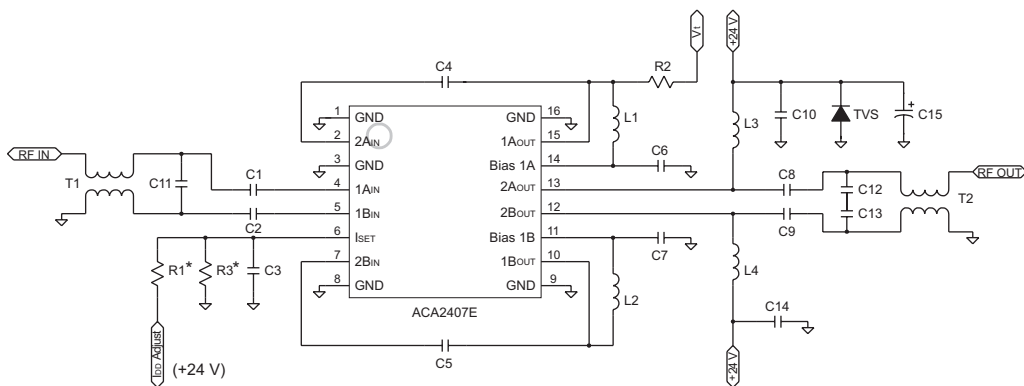 Vt
+24 V
C4
R2
1
GND
GND
16
2
2AIN
1AOUT
15
3
GND
Bias 1A
14
4
1AIN
2AOUT
13
5
1BIN
2BOUT
12
6
ISET
Bias 1B
11
7
2BIN
1BOUT
10
8
GND
GND
9
ACA2407E
L1
L3
C10
TVS
+
C15
RF IN
T1
C11
C1
C2
C6
C8
C12
C13
C9
T2
RF OUT
R1*
R3*
C3
C7
L2
L4
C14
C5
IDD Adjust
(+24 V)
+24 V